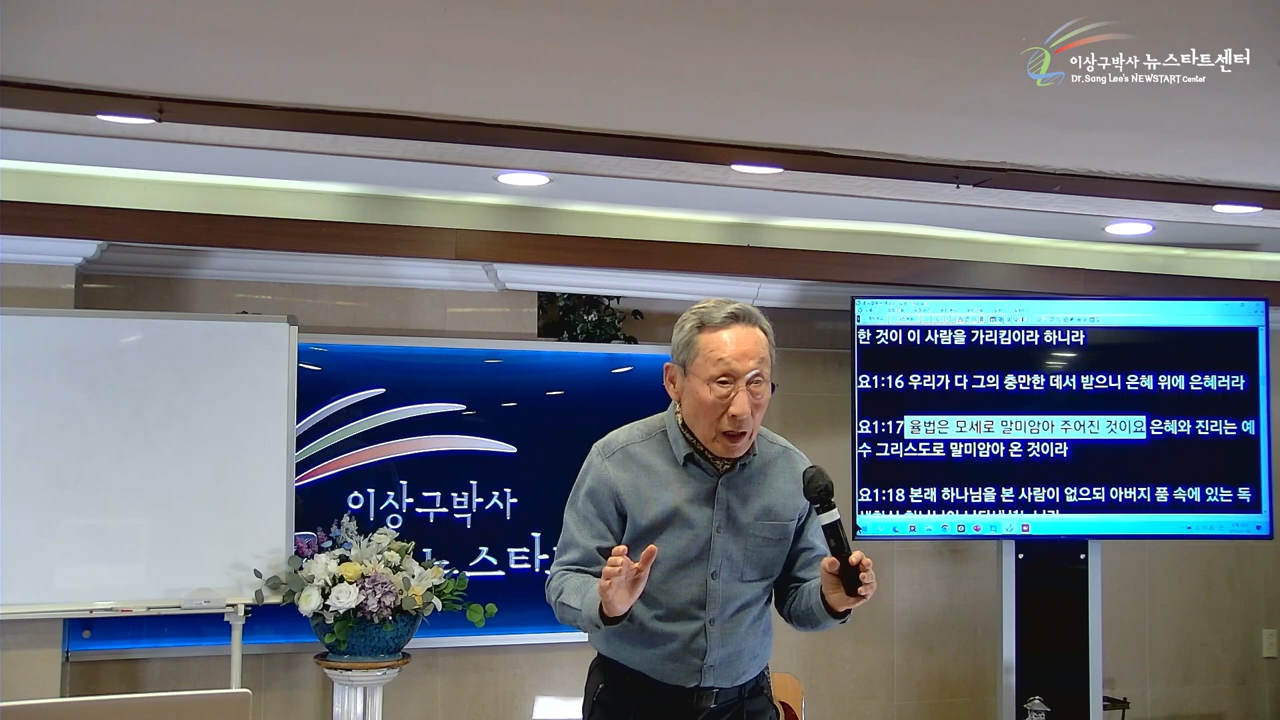 이상구박사 뉴스타트센터
Dr. Sang Lee's NEWSTART Center
한 것이 이 사람을 가리킴이라 하니라
요1:16 우리가 다 그의 충만한 데서 받으니 은혜 위에 은혜러라
요1:17 율법은 모세로 말미암아 주어진 것이요 은혜와 진리는 예
수 그리스도로 말미암아 온 것이라
요1:18 본래 하나님을 본 사람이 없으되 아버지 품 속에 있는 독
이상구박사
스타